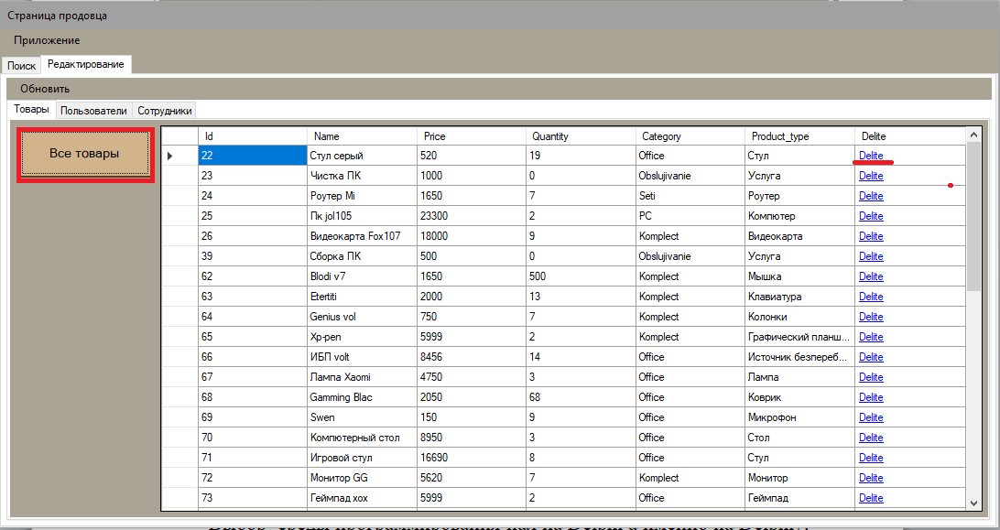 Страница продовца
Приложение
Поиск Редактирование
Обновить
Товары Пользователи Сотрудники
Все товары
Id Name Price Quantity Category Product_type Delite
22 Стул серый 520 19 Office Стул Delite
23 Чистка ПК 1000 0 Obslujivanie Услуга Delite
24 Роутер Mi 1650 7 Seti Роутер Delite
25 Пк jol105 23300 2 PC Компьютер Delite
26 Видеокарта Fox107 18000 9 Komplect Видеокарта Delite
39 Сборка ПК 500 0 Obslujivanie Услуга Delite
62 Blodi v7 1650 500 Komplect Мышка Delite
63 Etertiti 2000 13 Komplect Клавиатура Delite
64 Genius vol 750 7 Komplect Колонки Delite
65 Xp-pen 5999 2 Komplect Графический планш... Delite
66 ИБП volt 8456 14 Office Источник безпереб... Delite
67 Лампа Xaomi 4750 3 Office Лампа Delite
68 Gamming Blac 2050 68 Office Коврик Delite
69 Swen 150 9 Office Микрофон Delite
70 Компютерный стол 8950 3 Office Стол Delite
71 Игровой стул 16690 8 Office Стул Delite
72 Монитор GG 5620 7 Komplect Монитор Delite
73 Геймпад xox 5999 2 Office Геймпад Delite